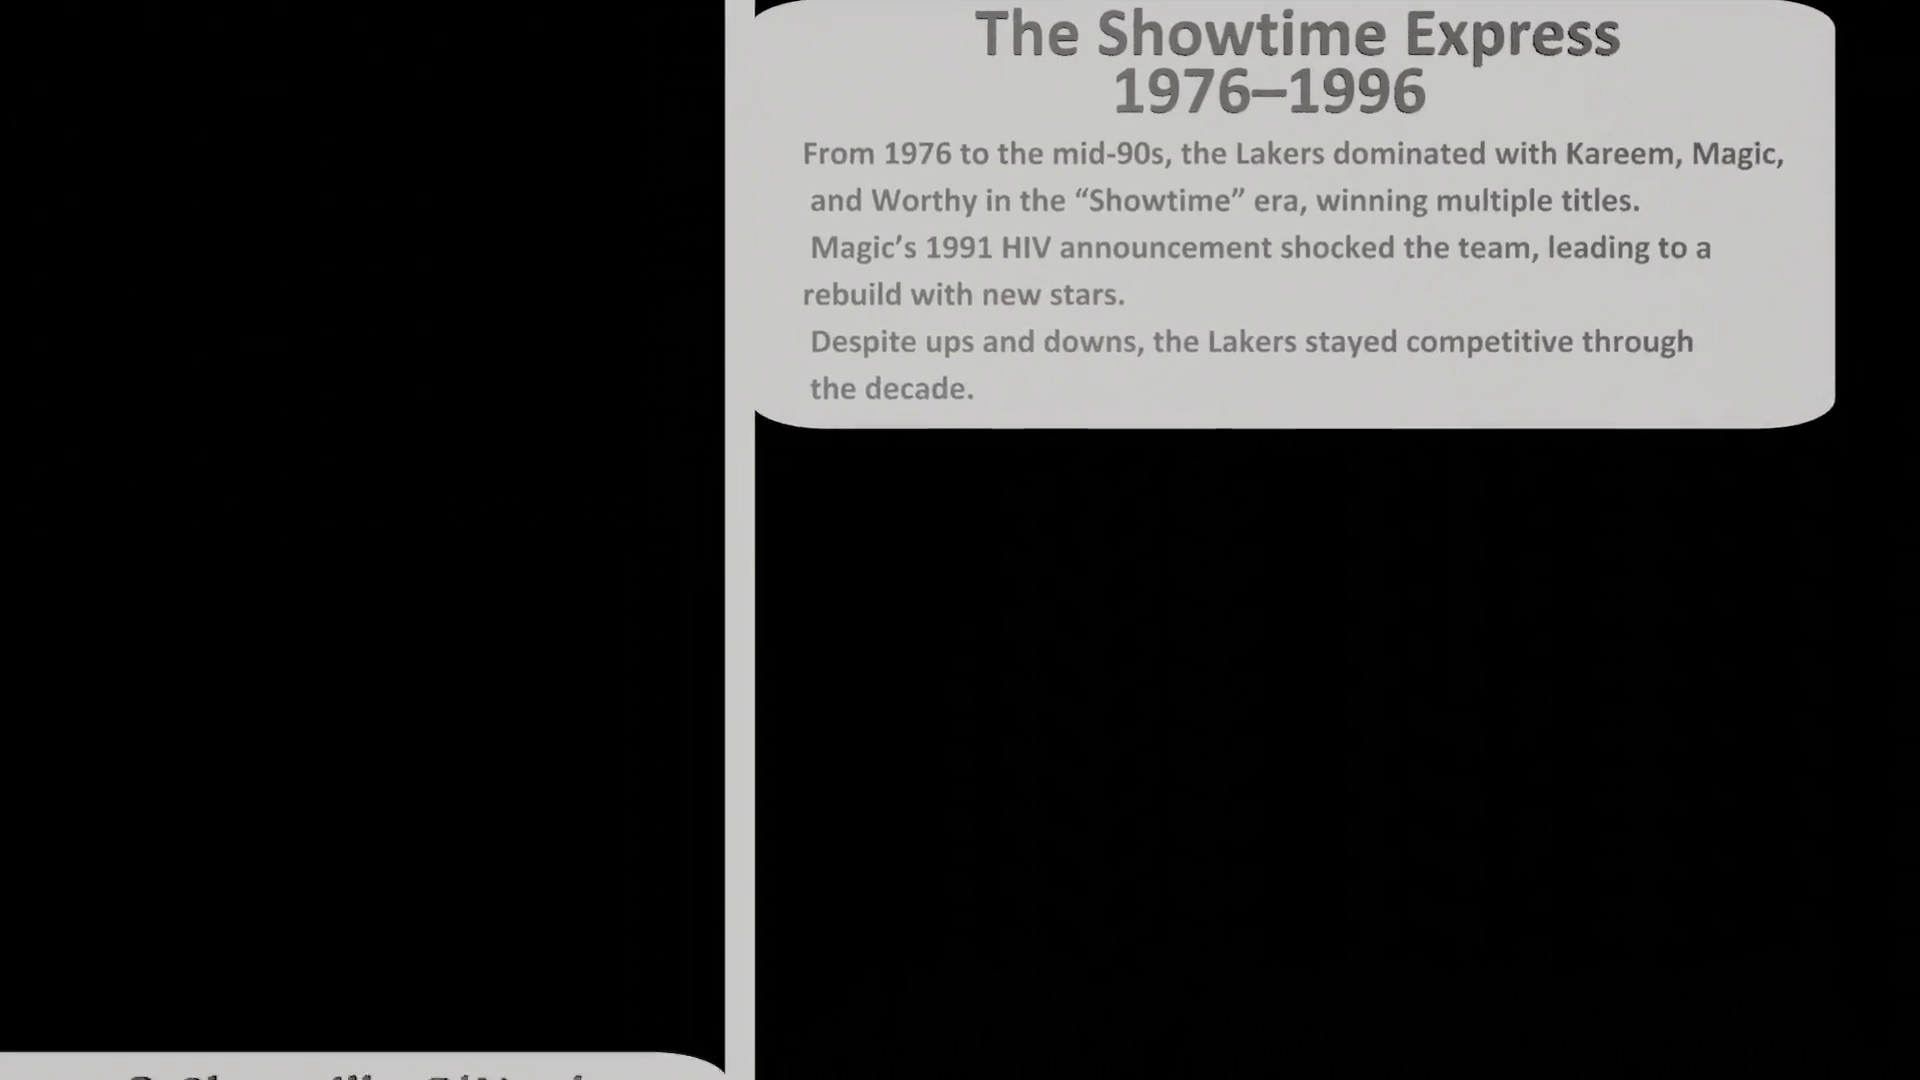 The Showtime Express
1976–1996
From 1976 to the mid-90s, the Lakers dominated with Kareem, Magic,
and Worthy in the “Showtime” era, winning multiple titles.
Magic’s 1991 HIV announcement shocked the team, leading to a
rebuild with new stars.
Despite ups and downs, the Lakers stayed competitive through
the decade.